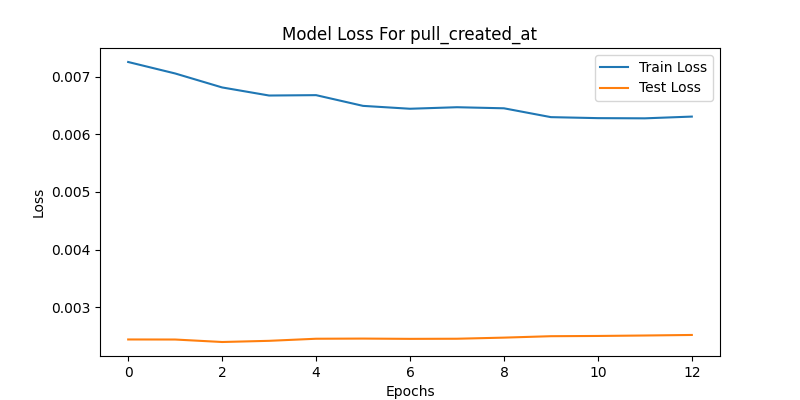 Model Loss For pull_created_at
Train Loss
Test Loss
Loss
0.007
0.006
0.005
0.004
0.003
0 2 4 6 8 10 12
Epochs